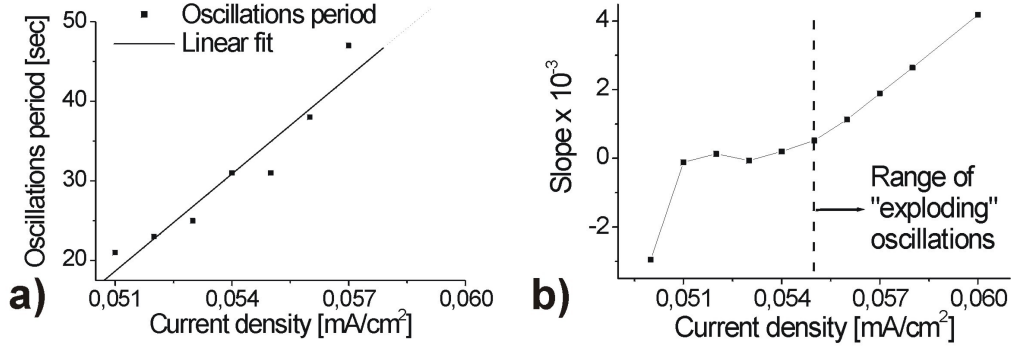 50
40
30
20
Oscillations period [sec]
Oscillations period
Linear fit
0,051
0,054
0,057
0,060
Current density [mA/cm²]
a)
4
2
0
-2
Slope x 10⁻³
Range of
"exploding"
oscillations
0,051
0,054
0,057
0,060
Current density [mA/cm²]
b)